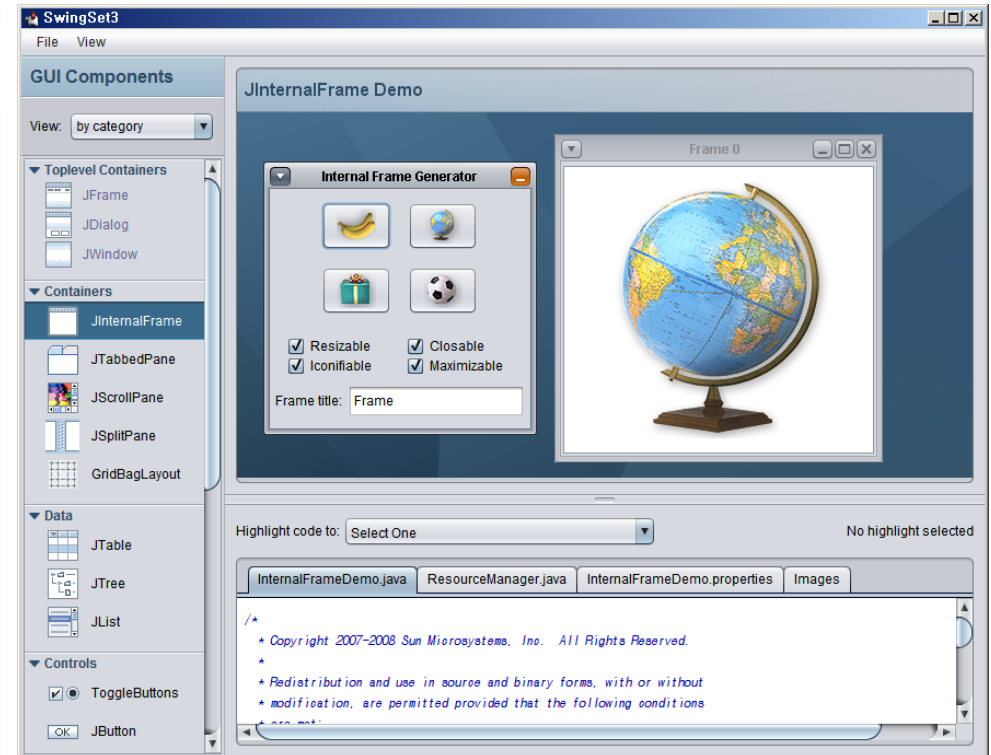 SwingSet3
File View
GUI Components
View: by category
Toplevel Containers
JFrame
JDialog
JWindow
Containers
JInternalFrame
JTabbedPane
JScrollPane
JSplitPane
GridBagLayout
Data
JTable
JTree
JList
Controls
ToggleButtons
OK JButton
JInternalFrame Demo
Internal Frame Generator
Resizable Closable
Iconifiable Maximizable
Frame title: Frame
Frame 0
Highlight code to: Select One No highlight selected
InternalFrameDemo.java ResourceManager.java InternalFrameDemo.properties Images
/*
* Copyright 2007-2008 Sun Microsystems, Inc. All Rights Reserved.
*
* Redistribution and use in source and binary forms, with or without
* modification, are permitted provided that the following conditions
* are met: